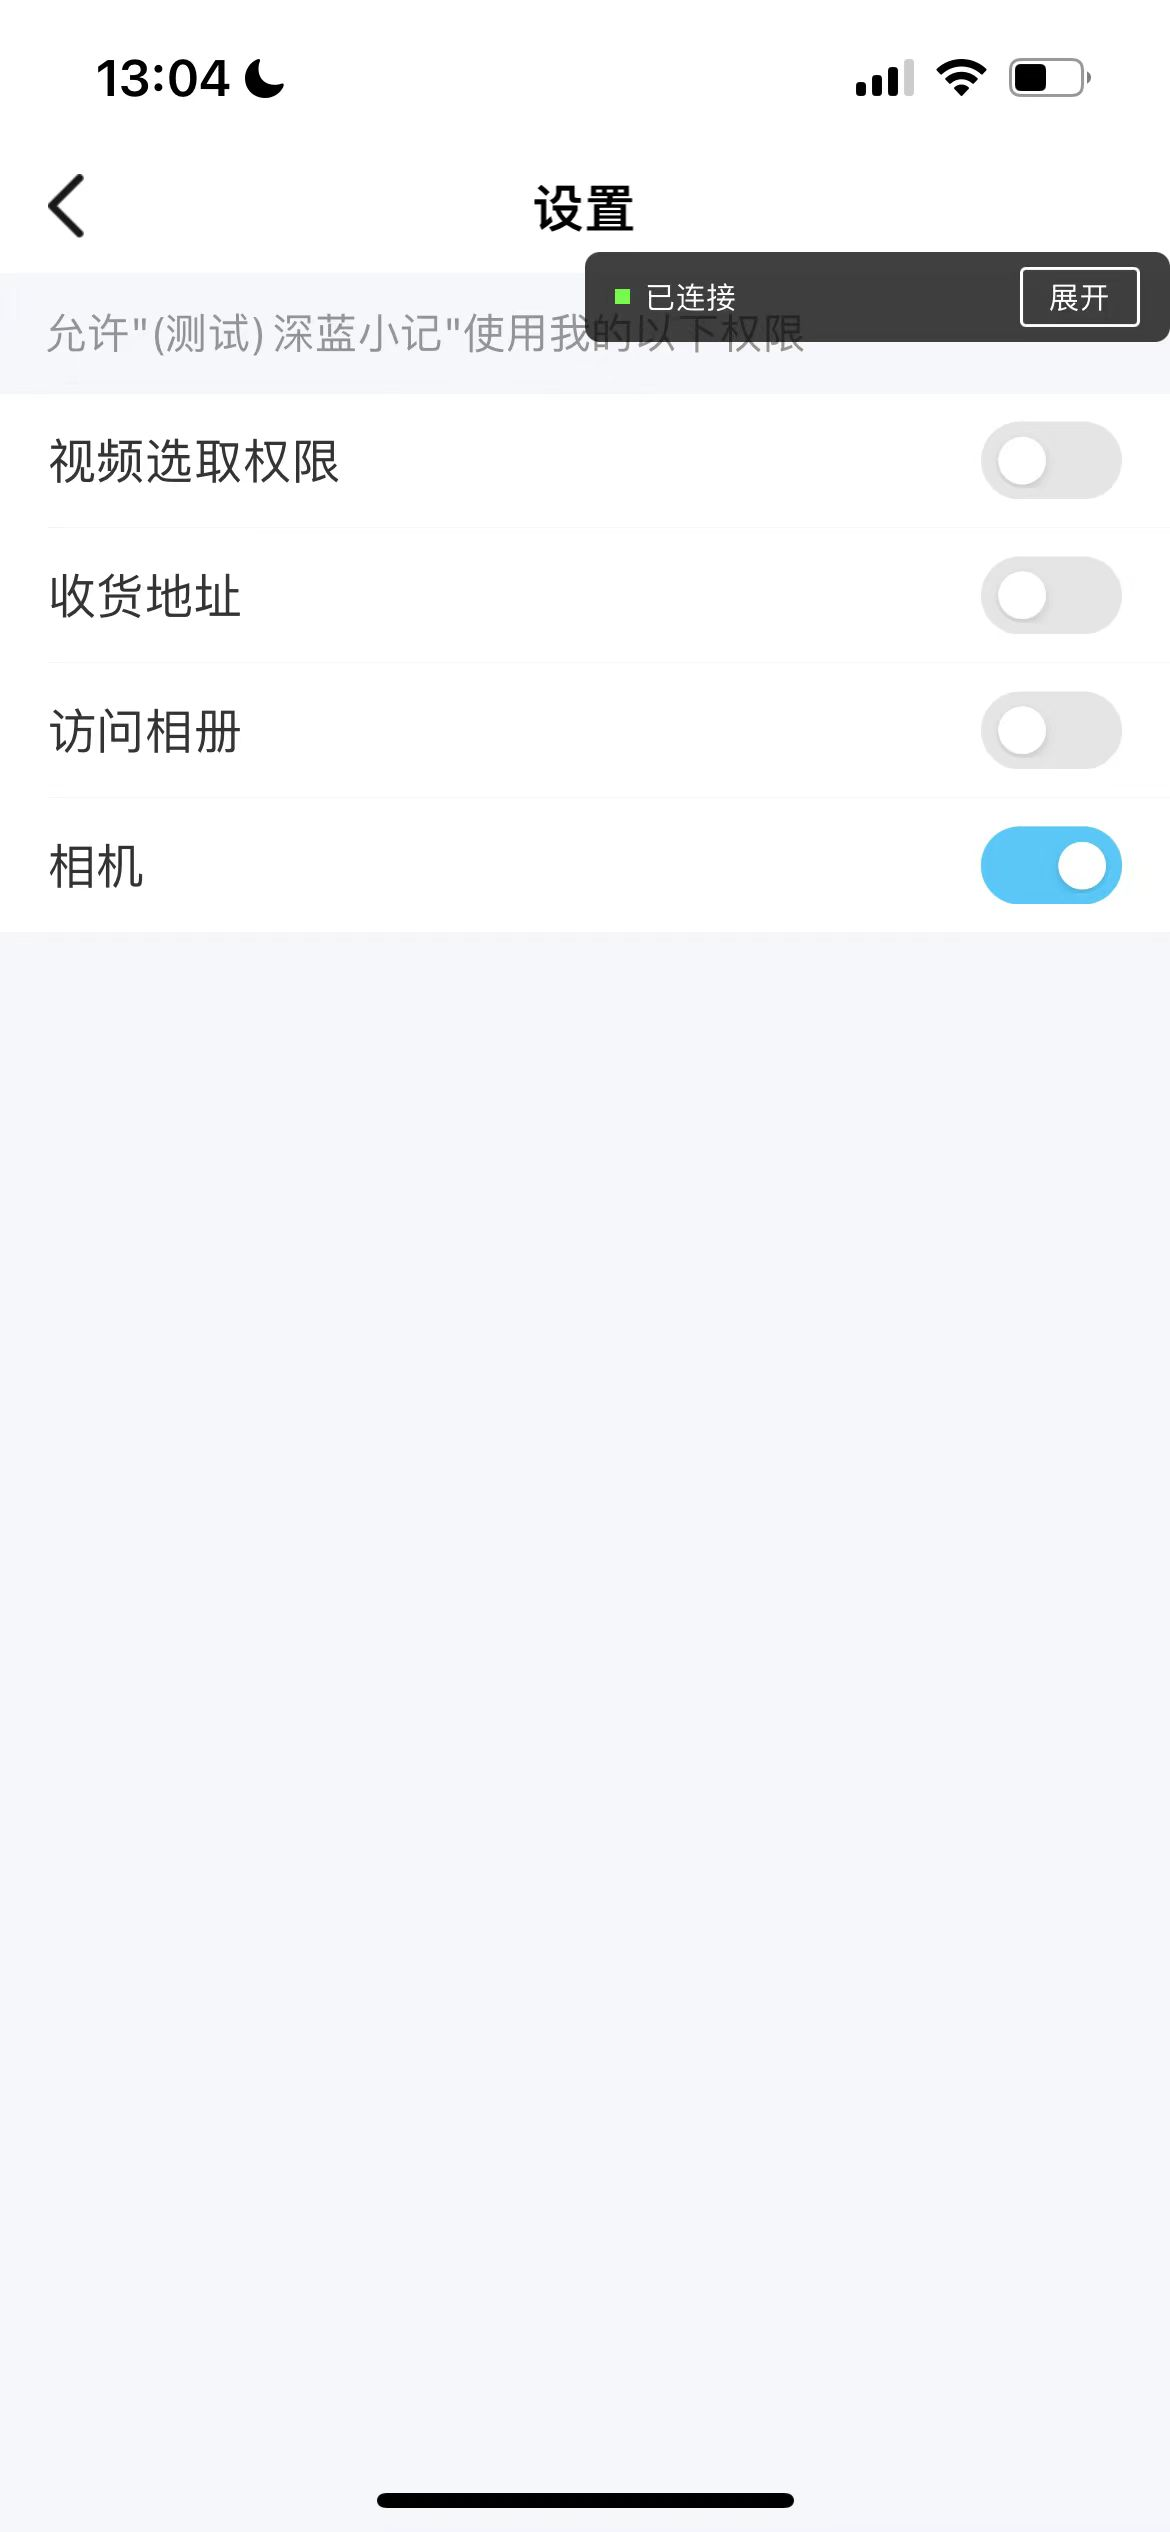 13:04
设置
已连接 展开
允许"(测试) 深蓝小记"使用我的以下权限
视频选取权限
收货地址
访问相册
相机